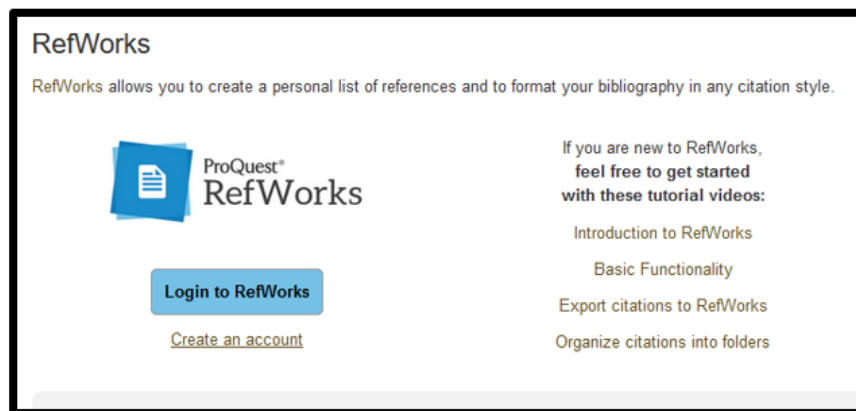 RefWorks
RefWorks allows you to create a personal list of references and to format your bibliography in any citation style.
ProQuest®
RefWorks
Login to RefWorks
Create an account
If you are new to RefWorks,
feel free to get started
with these tutorial videos:
Introduction to RefWorks
Basic Functionality
Export citations to RefWorks
Organize citations into folders